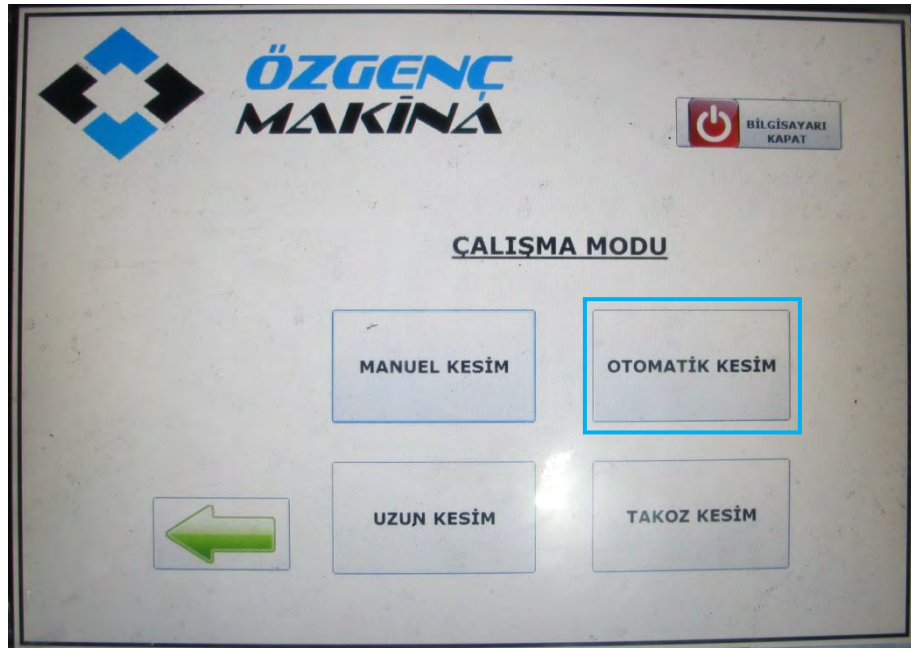 ÖZGENÇ
MAKİNA
BİLGİSAYARI
KAPAT
ÇALIŞMA MODU
MANUEL KESİM
OTOMATİK KESİM
UZUN KESİM
TAKOZ KESİM